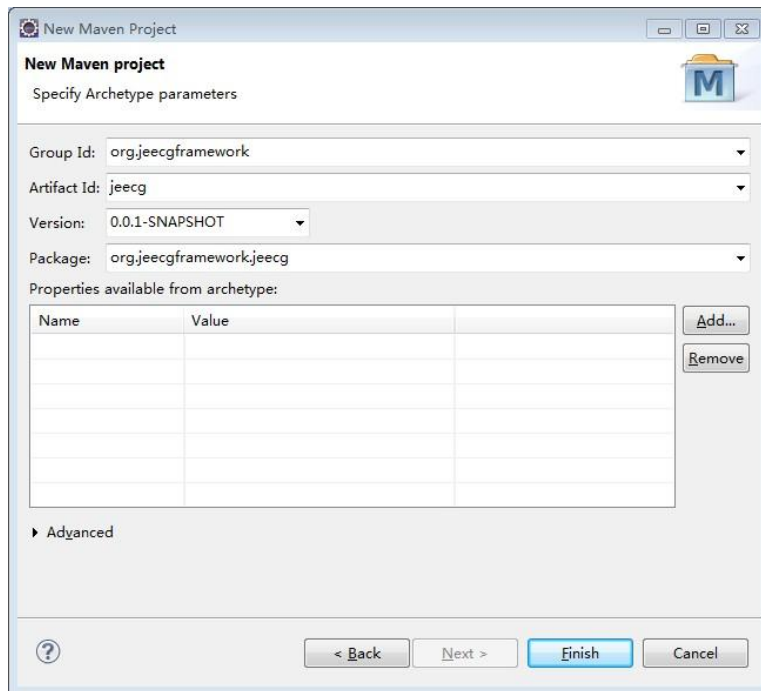 New Maven Project
New Maven project
Specify Archetype parameters
M
Group Id: org.jeecgframework
Artifact Id: jeecg
Version: 0.0.1-SNAPSHOT
Package: org.jeecgframework.jeecg
Properties available from archetype:
Name Value
Add...
Remove
Advanced
? < Back Next > Finish Cancel